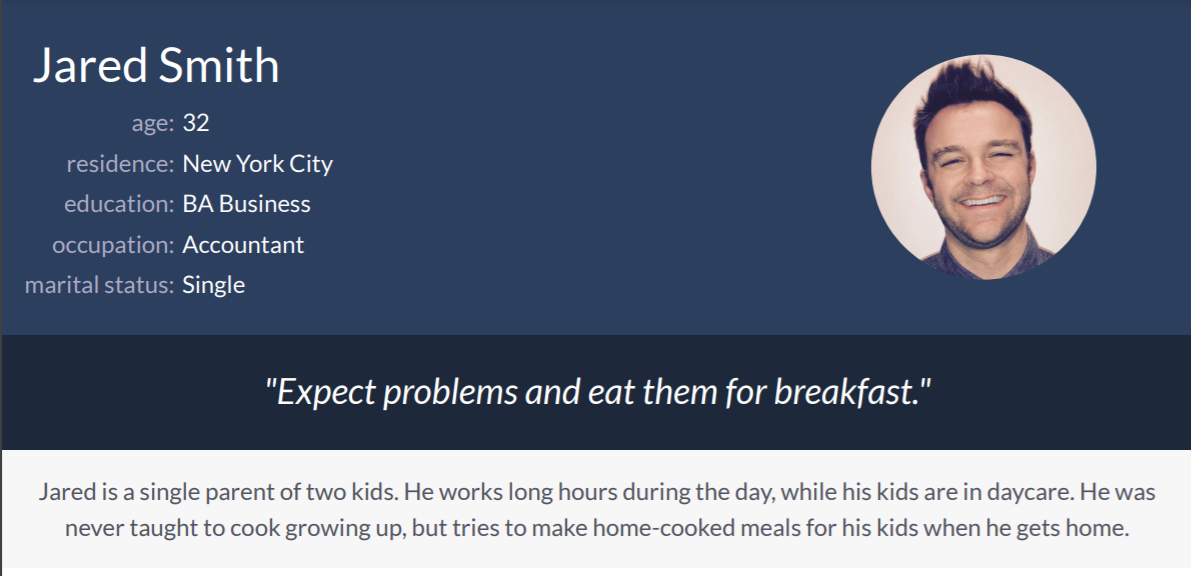 Jared Smith
age: 32
residence: New York City
education: BA Business
occupation: Accountant
marital status: Single
"Expect problems and eat them for breakfast."
Jared is a single parent of two kids. He works long hours during the day, while his kids are in daycare. He was
never taught to cook growing up, but tries to make home-cooked meals for his kids when he gets home.